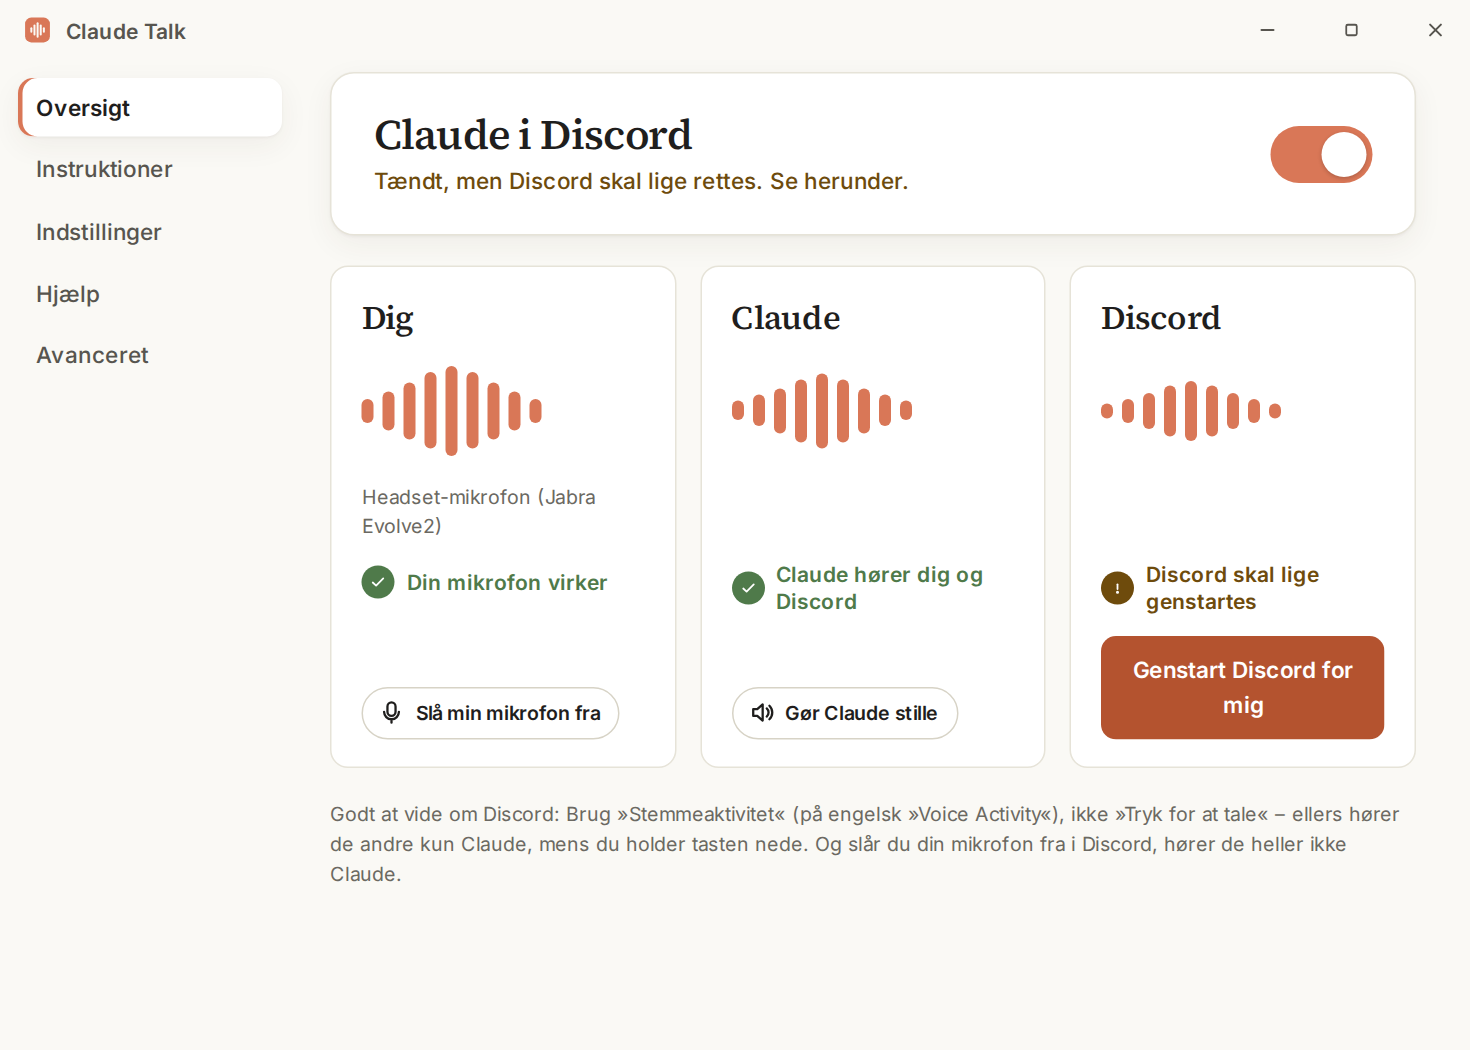 Claude Talk
Oversigt
Instruktioner
Indstillinger
Hjælp
Avanceret
Claude i Discord
Tændt, men Discord skal lige rettes. Se herunder.
Dig
Headset-mikrofon (Jabra
Evolve2)
Din mikrofon virker
Slå min mikrofon fra
Claude
Claude hører dig og
Discord
Gør Claude stille
Discord
Discord skal lige
genstartes
Genstart Discord for
mig
Godt at vide om Discord: Brug »Stemmeaktivitet« (på engelsk »Voice Activity«), ikke »Tryk for at tale« – ellers hører
de andre kun Claude, mens du holder tasten nede. Og slår du din mikrofon fra i Discord, hører de heller ikke
Claude.